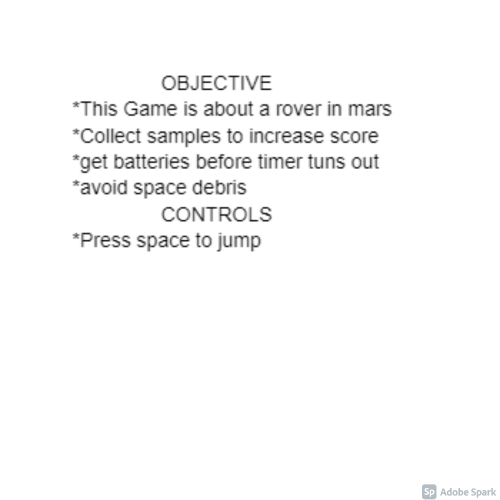 OBJECTIVE
*This Game is about a rover in mars
*Collect samples to increase score
*get batteries before timer tuns out
*avoid space debris
CONTROLS
*Press space to jump
Sp Adobe Spark